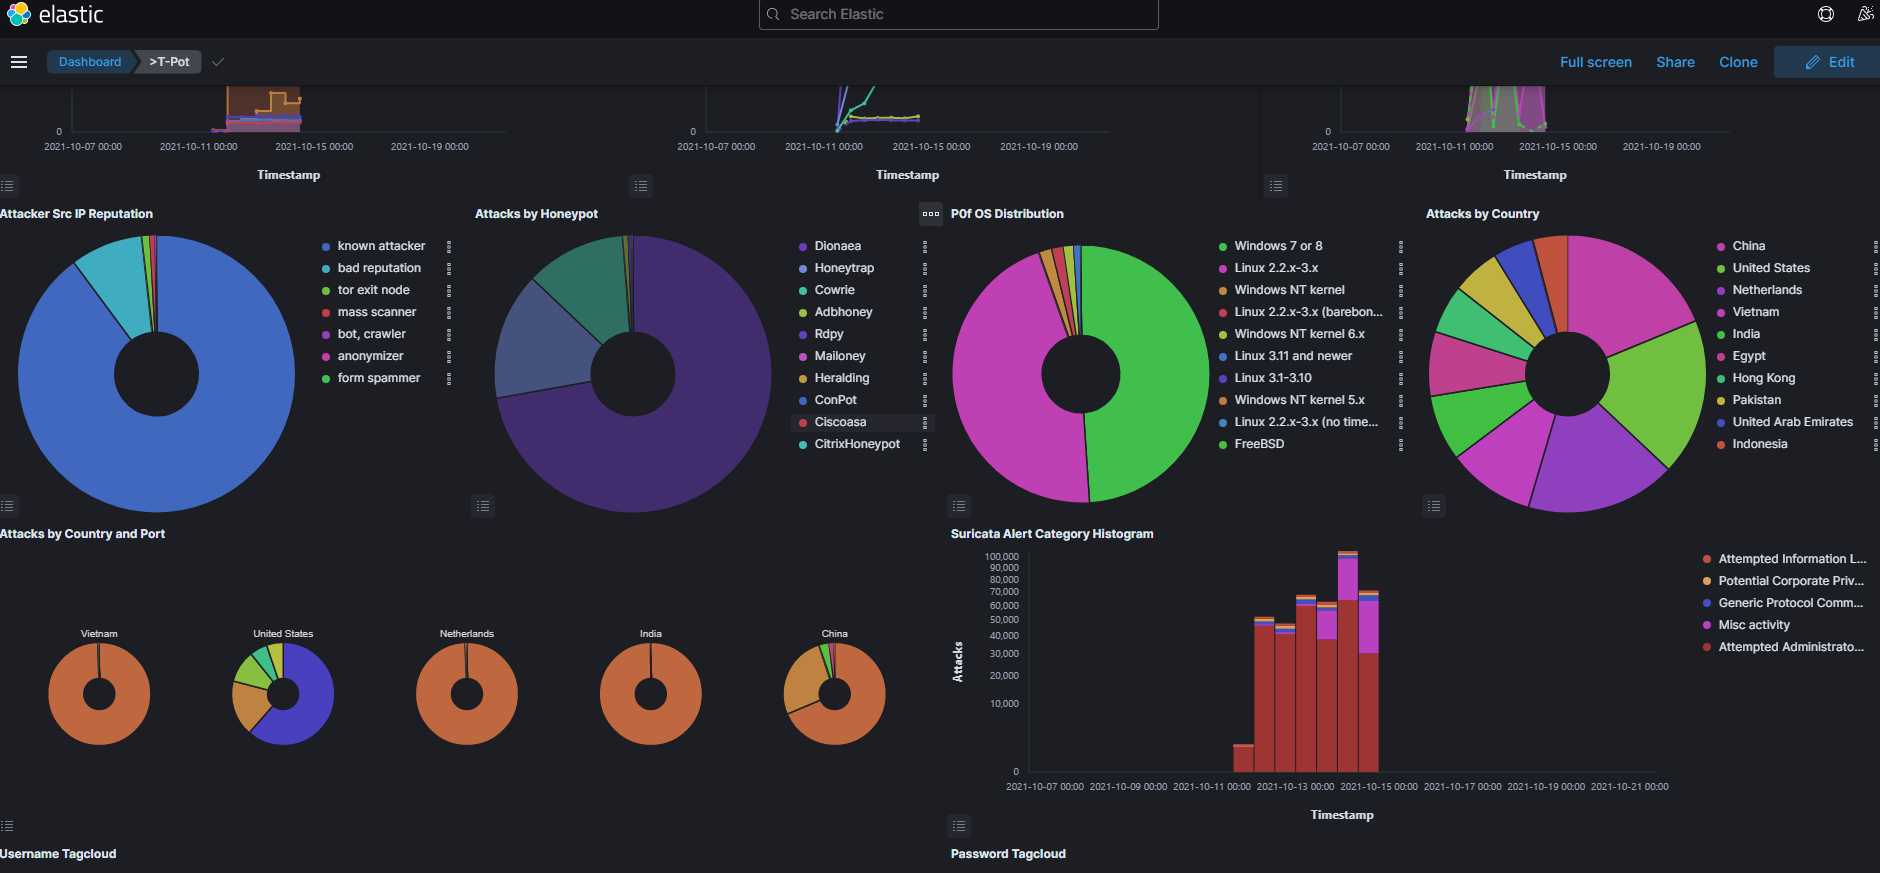 elastic
Search Elastic
Dashboard
>T-Pot
Full screen
Share
Clone
Edit
0
2021-10-07 00:00
2021-10-11 00:00
2021-10-15 00:00
2021-10-19 00:00
Timestamp
0
2021-10-07 00:00
2021-10-11 00:00
2021-10-15 00:00
2021-10-19 00:00
Timestamp
0
2021-10-07 00:00
2021-10-11 00:00
2021-10-15 00:00
2021-10-19 00:00
Timestamp
Attacker Src IP Reputation
known attacker
bad reputation
tor exit node
mass scanner
bot, crawler
anonymizer
form spammer
Attacks by Honeypot
Dionaea
Honeytrap
Cowrie
Adbhoney
Rdpy
Mailoney
Heralding
ConPot
Ciscoasa
CitrixHoneypot
P0f OS Distribution
Windows 7 or 8
Linux 2.2.x-3.x
Windows NT kernel
Linux 2.2.x-3.x (barebon...
Windows NT kernel 6.x
Linux 3.11 and newer
Linux 3.1-3.10
Windows NT kernel 5.x
Linux 2.2.x-3.x (no time...
FreeBSD
Attacks by Country
China
United States
Netherlands
Vietnam
India
Egypt
Hong Kong
Pakistan
United Arab Emirates
Indonesia
Attacks by Country and Port
Vietnam
United States
Netherlands
India
China
Suricata Alert Category Histogram
100,000
90,000
80,000
70,000
60,000
50,000
40,000
30,000
20,000
10,000
0
Attacks
2021-10-07 00:00
2021-10-09 00:00
2021-10-11 00:00
2021-10-13 00:00
2021-10-15 00:00
2021-10-17 00:00
2021-10-19 00:00
2021-10-21 00:00
Timestamp
Attempted Information L...
Potential Corporate Priv...
Generic Protocol Comm...
Misc activity
Attempted Administrato...
Username Tagcloud
Password Tagcloud